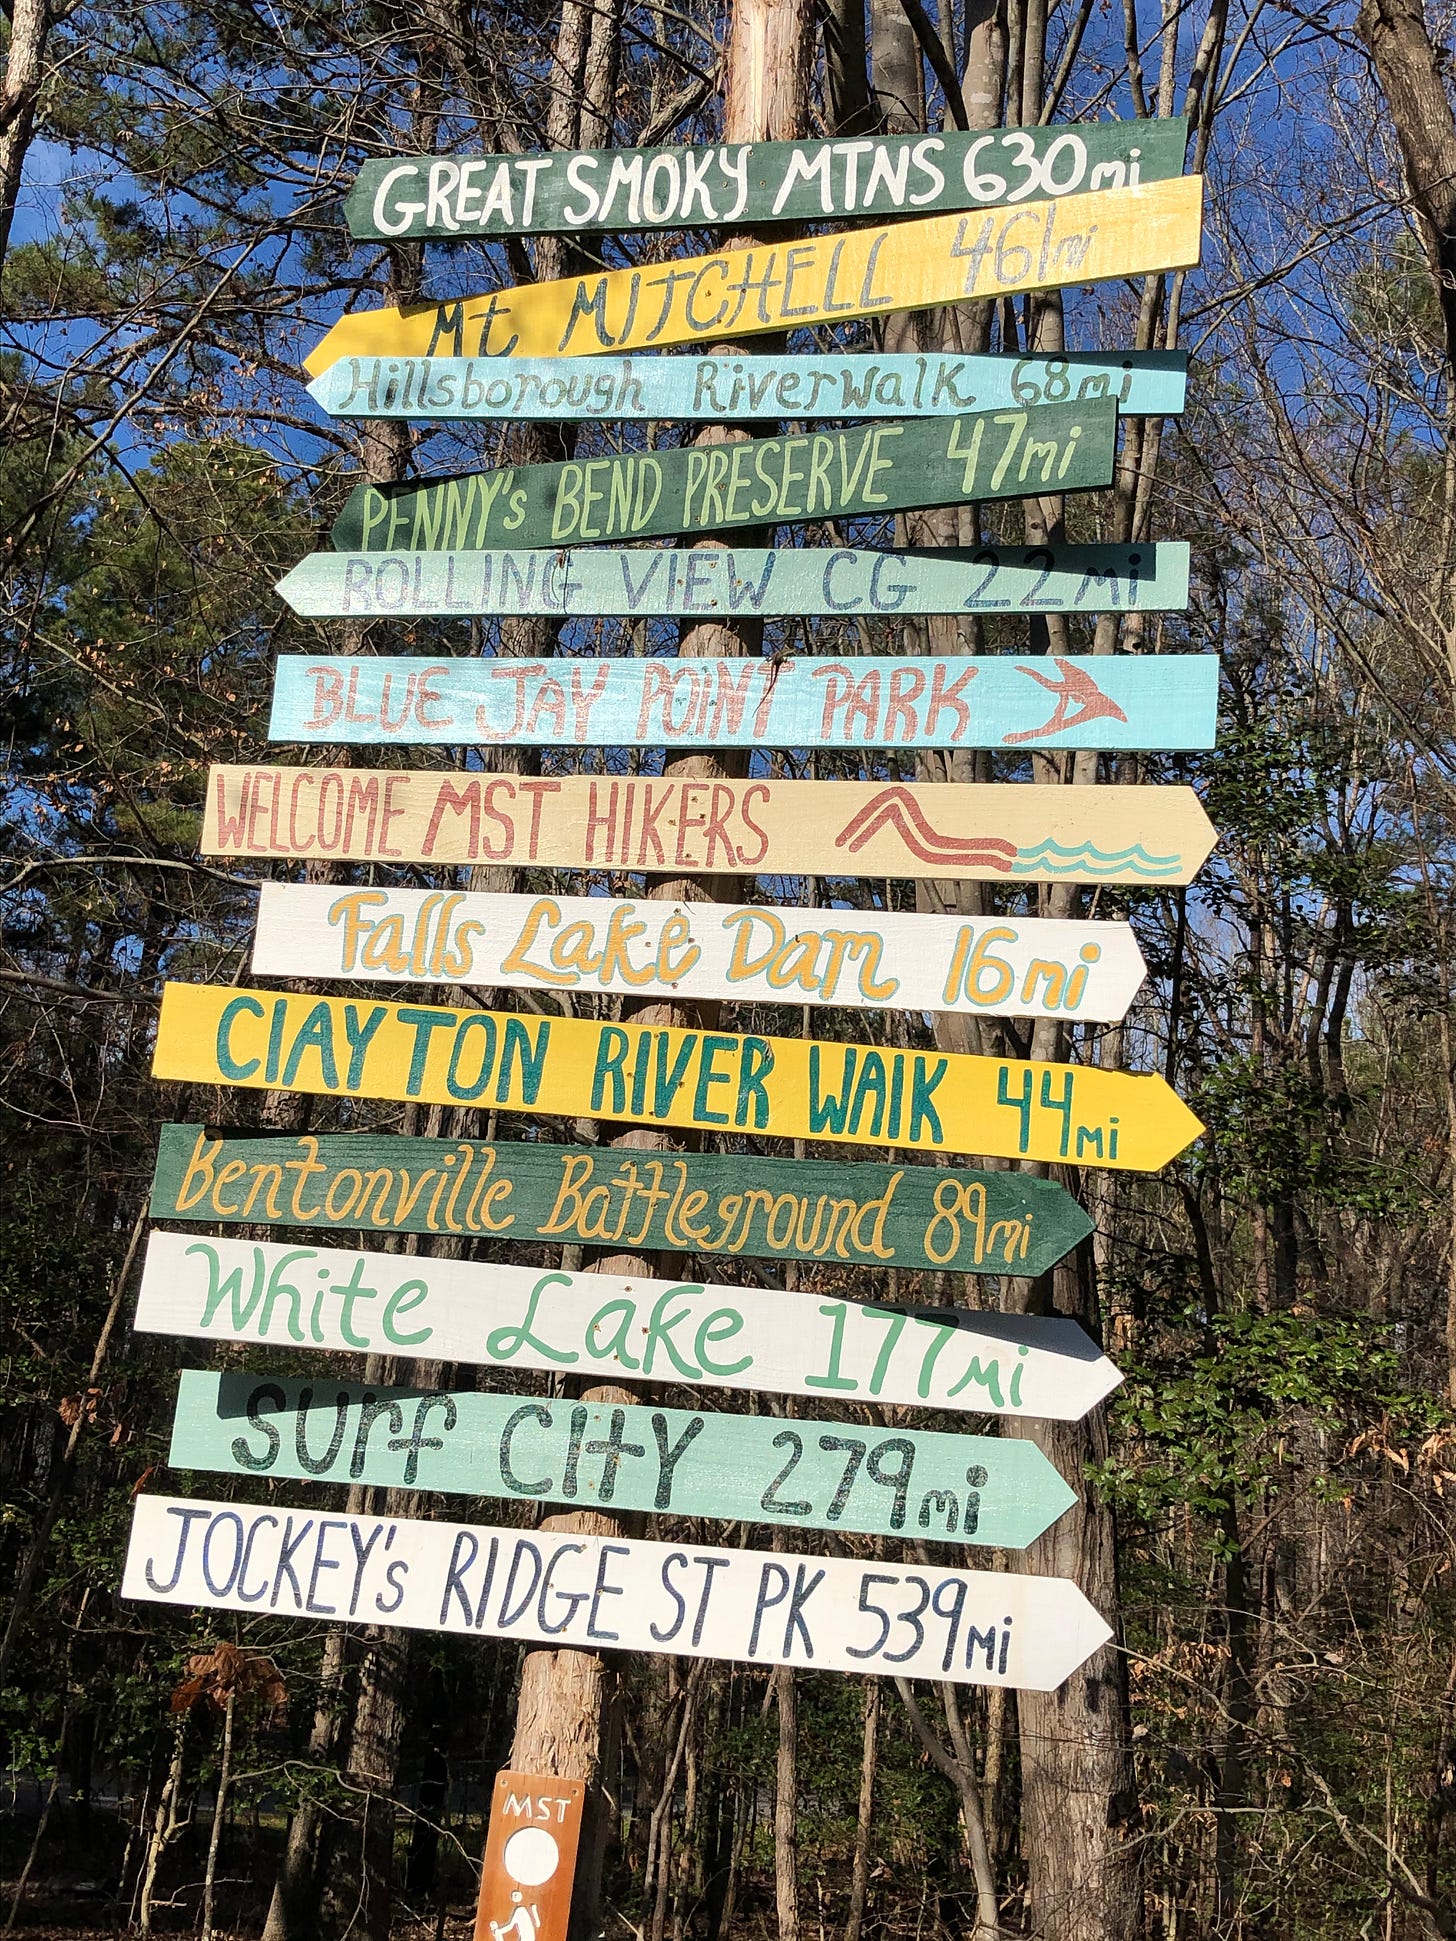 GREAT SMOKY MTNS 630mi
Mt MITCHELL 461mi
Hillsborough Riverwalk 68mi
PENNY's BEND PRESERVE 47mi
ROLLING VIEW CG 22mi
BLUE JAY POINT PARK
WELCOME MST HIKERS
Falls Lake Dam 16mi
ClAYTON RIVER WAlK 44mi
Bentonville Battleground 89mi
White Lake 177mi
SUrf CItY 279mi
JOCKEY's RIDGE ST PK 539mi
MST